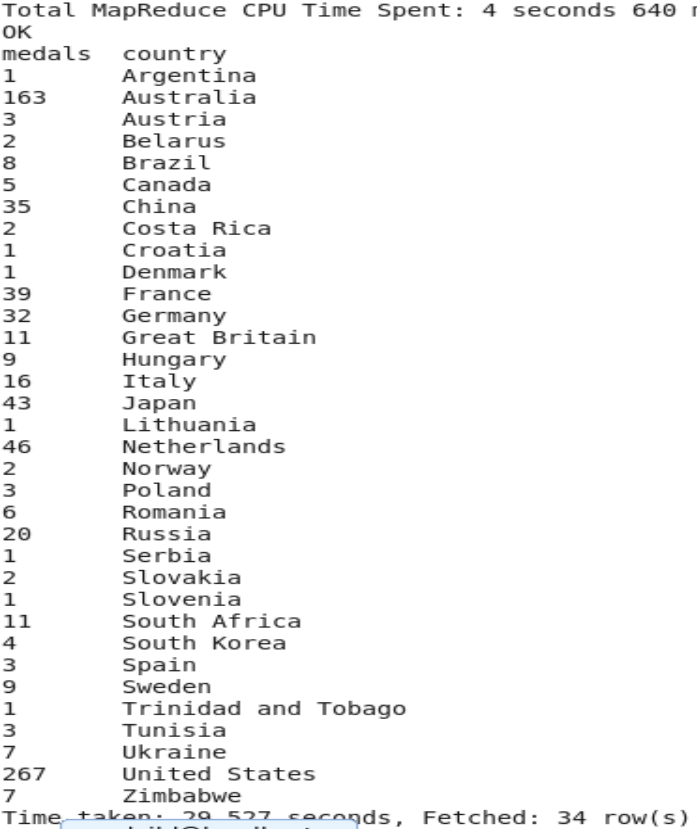 Total MapReduce CPU Time Spent: 4 seconds 640
OK
medals country
1 Argentina
163 Australia
3 Austria
2 Belarus
8 Brazil
5 Canada
35 China
2 Costa Rica
1 Croatia
1 Denmark
39 France
32 Germany
11 Great Britain
9 Hungary
16 Italy
43 Japan
1 Lithuania
46 Netherlands
2 Norway
3 Poland
6 Romania
20 Russia
1 Serbia
2 Slovakia
1 Slovenia
11 South Africa
4 South Korea
3 Spain
9 Sweden
1 Trinidad and Tobago
3 Tunisia
7 Ukraine
267 United States
7 Zimbabwe
Time taken: 29.527 seconds, Fetched: 34 row(s)